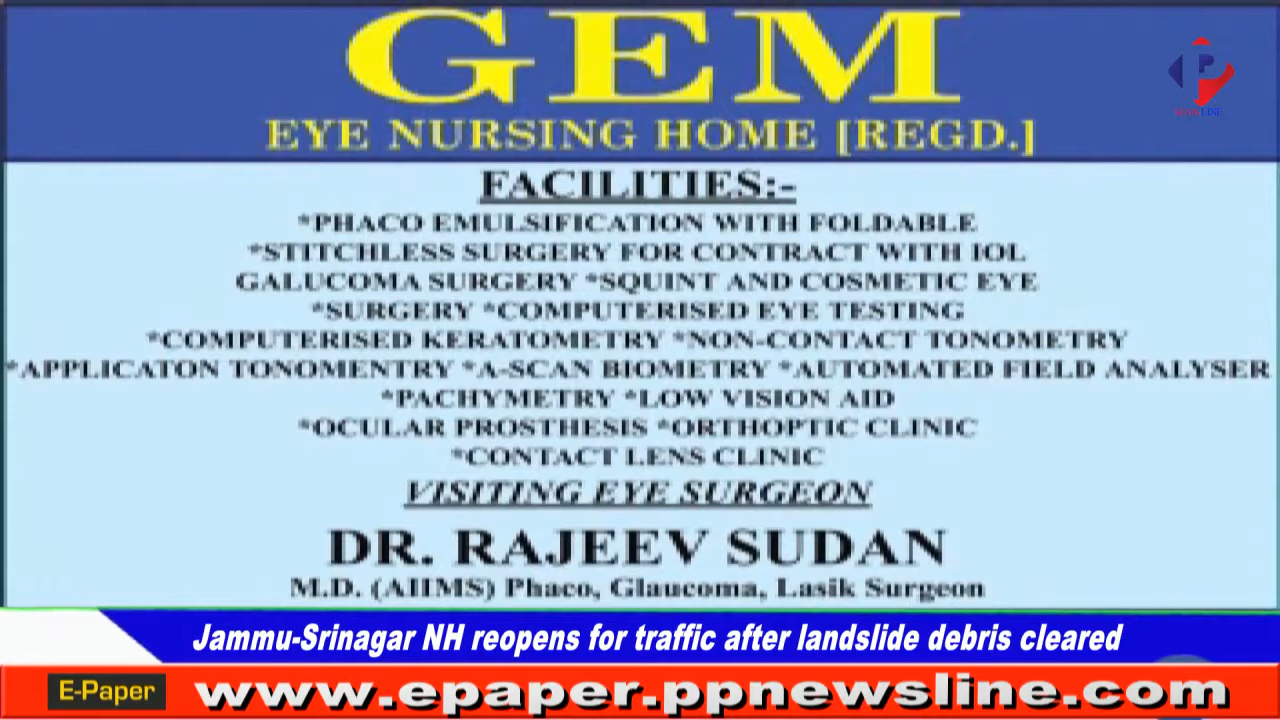 GEM
EYE NURSING HOME [REGD.]
FACILITIES:-
*PHACO EMULSIFICATION WITH FOLDABLE
*STITCHLESS SURGERY FOR CONTRACT WITH IOL
GALUCOMA SURGERY *SQUINT AND COSMETIC EYE
*SURGERY *COMPUTERISED EYE TESTING
*COMPUTERISED KERATOMETRY *NON-CONTACT TONOMETRY
*APPLICATON TONOMENTRY *A-SCAN BIOMETRY *AUTOMATED FIELD ANALYSER
*PACHYMETRY *LOW VISION AID
*OCULAR PROSTHESIS *ORTHOPTIC CLINIC
*CONTACT LENS CLINIC
VISITING EYE SURGEON
DR. RAJEEV SUDAN
M.D. (AIIMS) Phaco, Glaucoma, Lasik Surgeon
Jammu-Srinagar NH reopens for traffic after landslide debris cleared
E-Paper www.epaper.ppnewsline.com